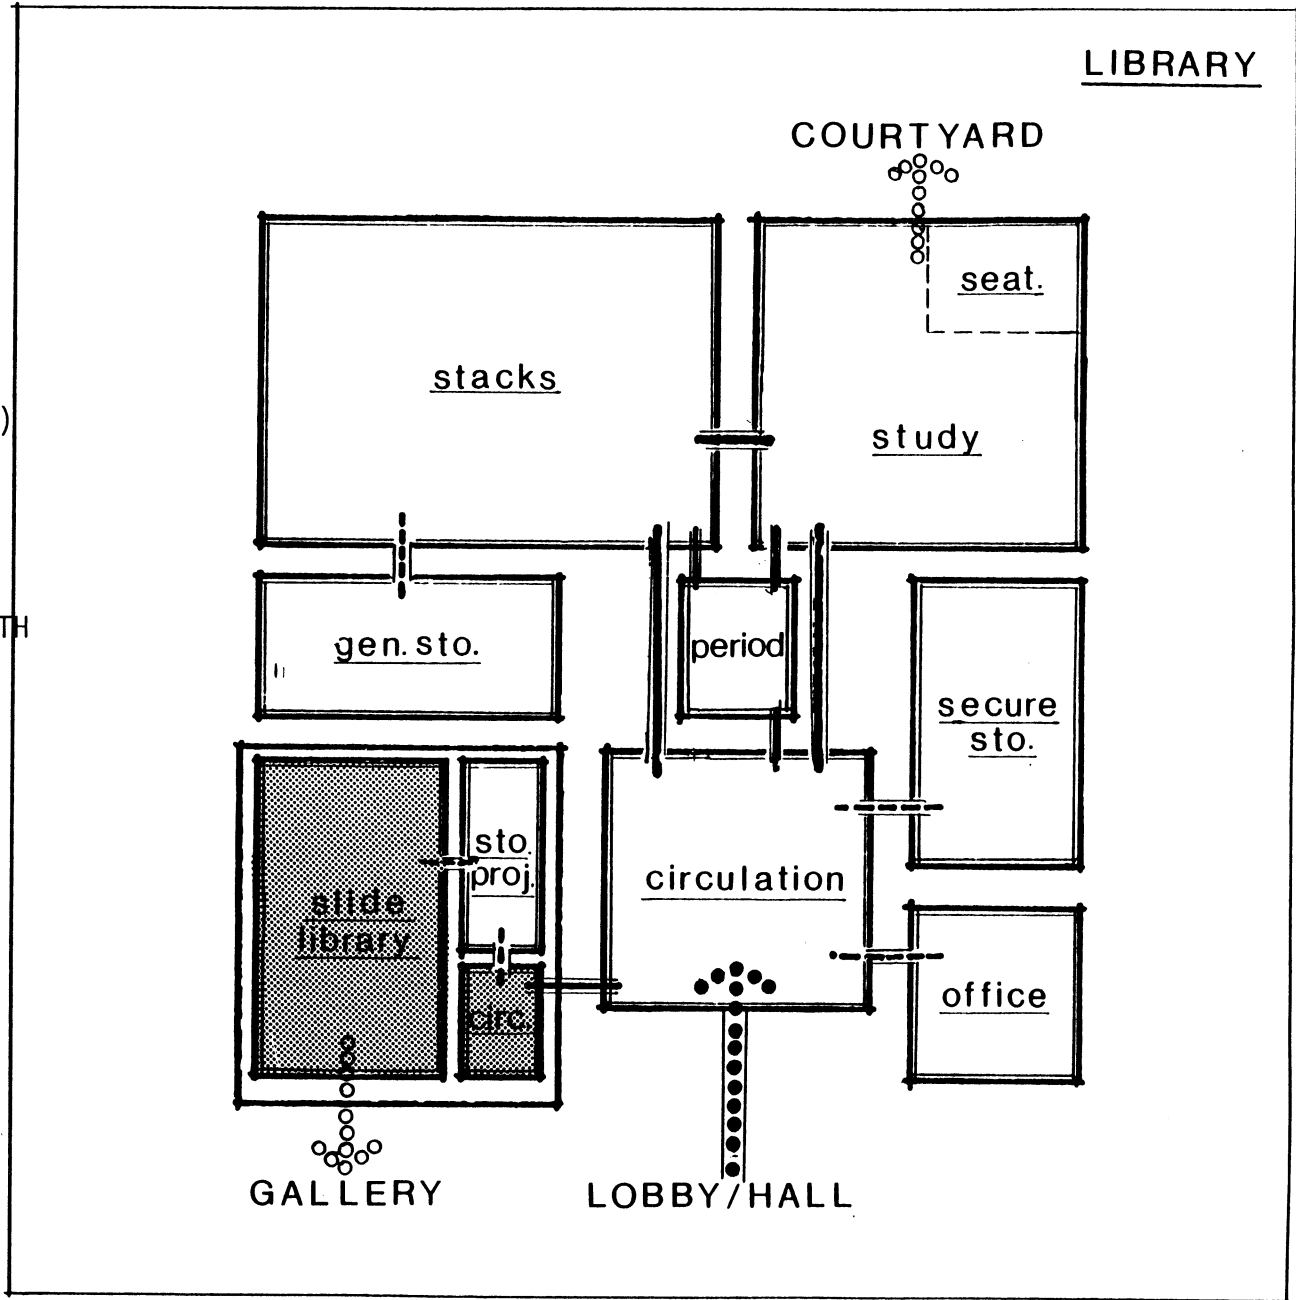 LIBRARY
COURTYARD
seat.
stacks
study
)
TH
gen. sto.
period
secure
sto.
sto.
proj.
circulation
slide
library
circ.
office
GALLERY
LOBBY/HALL